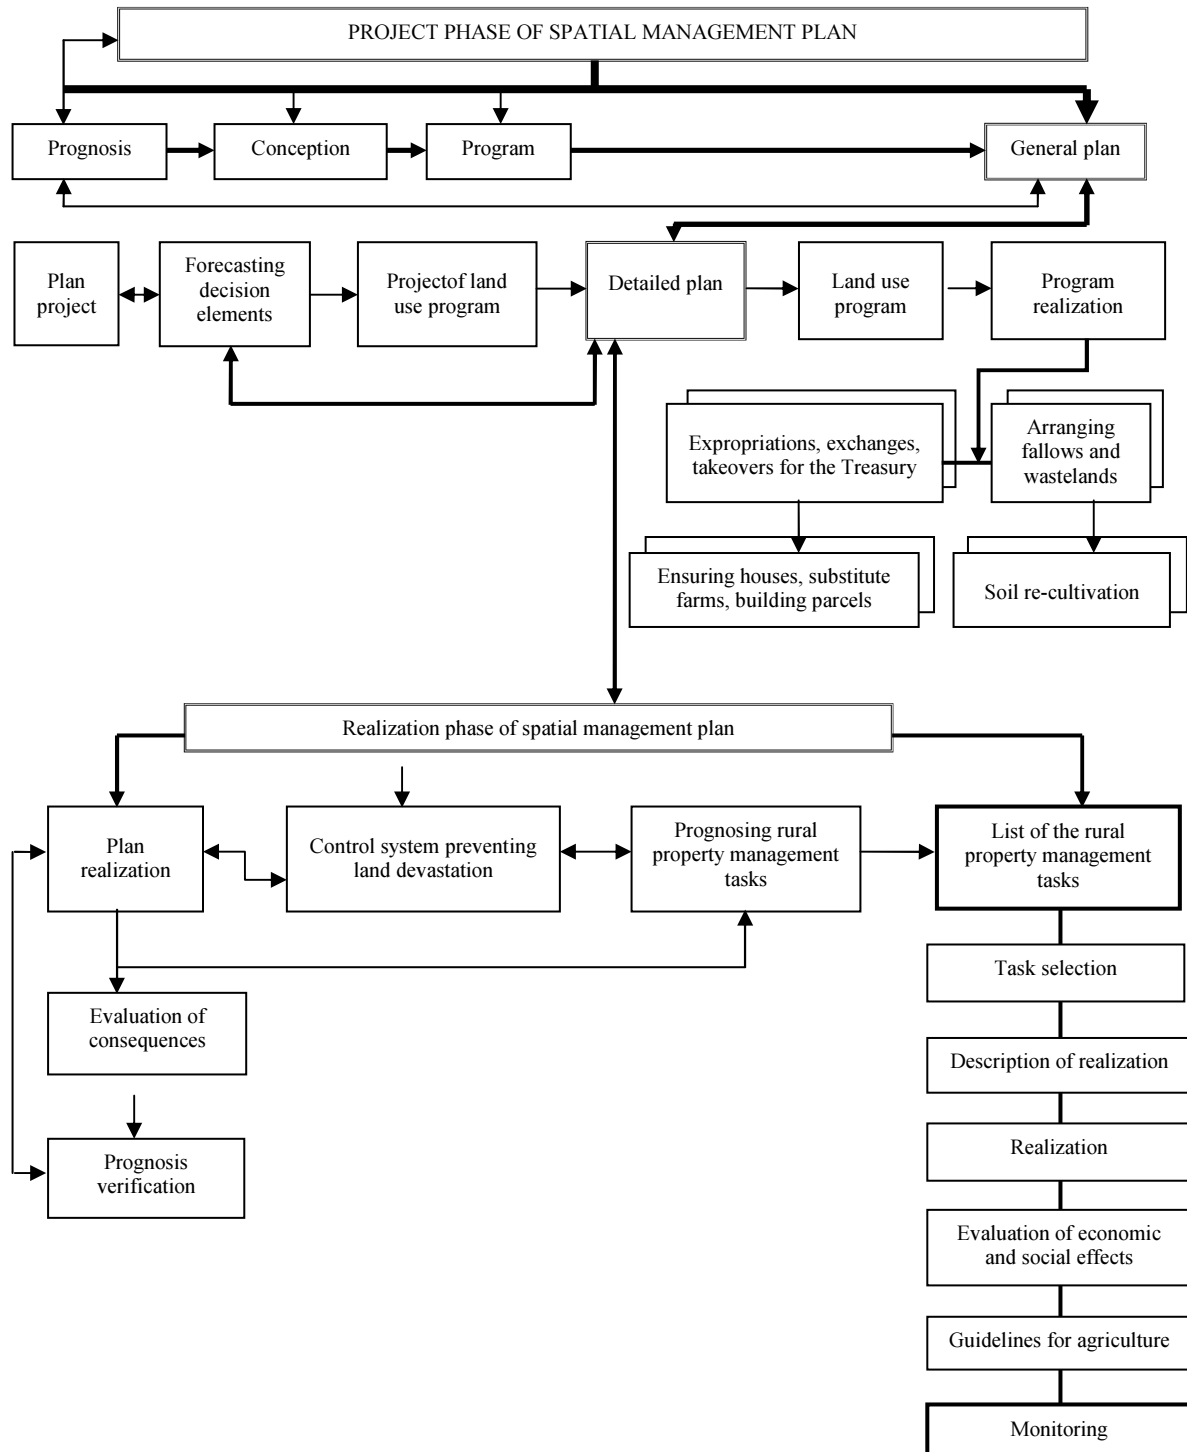 PROJECT PHASE OF SPATIAL MANAGEMENT PLAN
Prognosis
Conception
Program
General plan
Plan
project
Forecasting
decision
elements
Projectof land
use program
Detailed plan
Land use
program
Program
realization
Expropriations, exchanges,
takeovers for the Treasury
Arranging
fallows and
wastelands
Ensuring houses, substitute
farms, building parcels
Soil re-cultivation
Realization phase of spatial management plan
Plan
realization
Control system preventing
land devastation
Prognosing rural
property management
tasks
List of the rural
property management
tasks
Task selection
Evaluation of
consequences
Description of realization
Prognosis
verification
Realization
Evaluation of economic
and social effects
Guidelines for agriculture
Monitoring